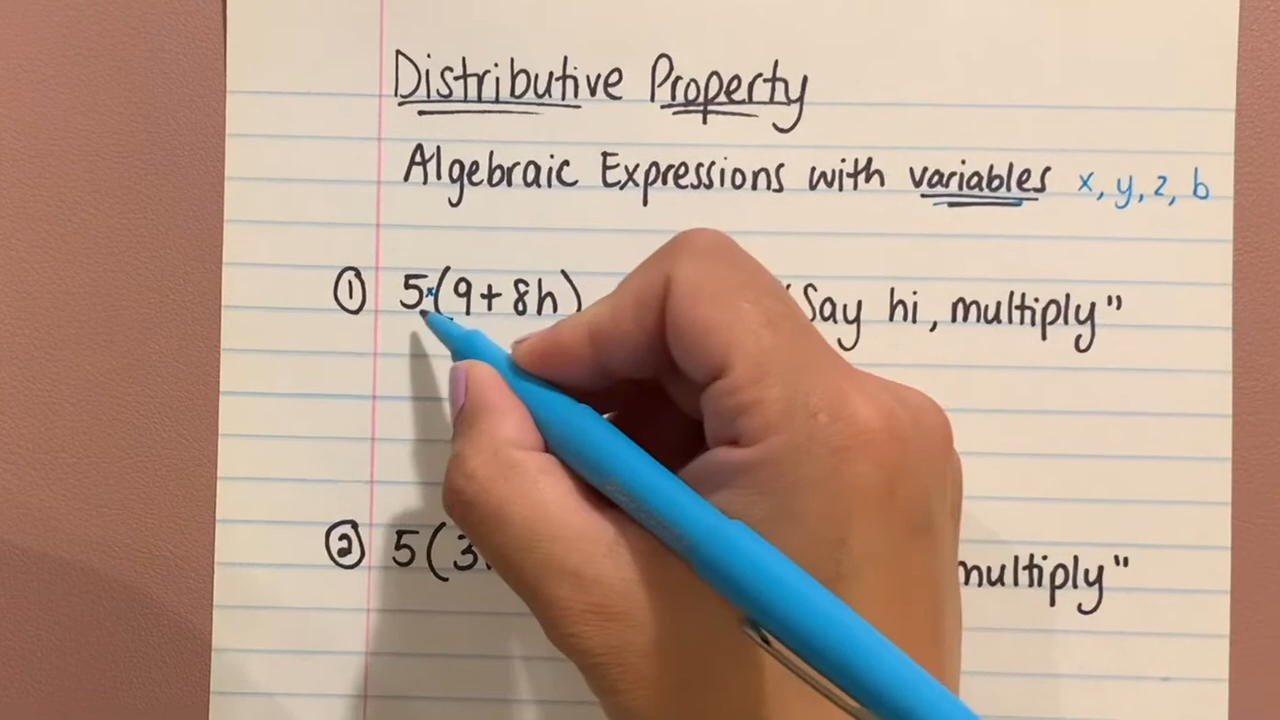 Distributive Property
Algebraic Expressions with variables x, y, z, b
① 5×(9+8h) "Say hi, multiply"
② 5(3 multiply"